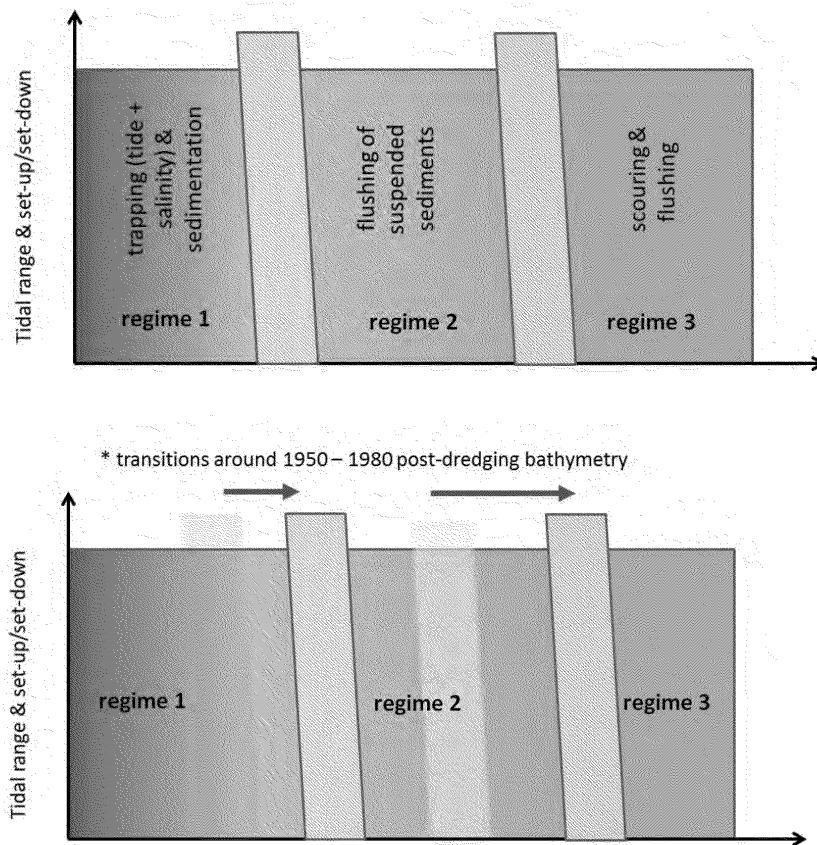 Tidal range & set-up/set-down
trapping (tide +
salinity) &
sedimentation
flushing of
suspended
sediments
scouring &
flushing
regime 1
regime 2
regime 3
* transitions around 1950 – 1980 post-dredging bathymetry
Tidal range & set-up/set-down
regime 1
regime 2
regime 3